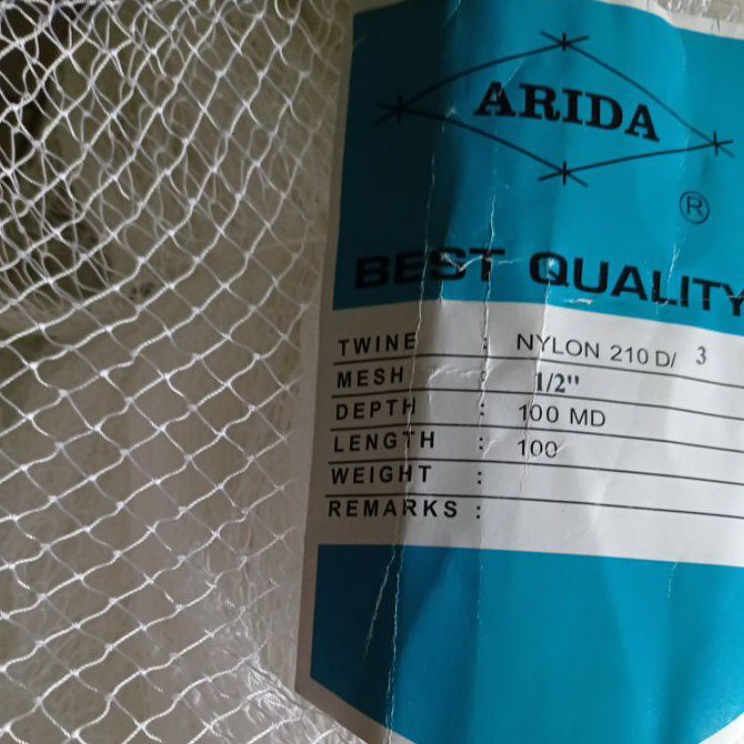 ARIDA
®
BEST QUALITY
TWINE : NYLON 210 D/ 3
MESH : 1/2"
DEPTH : 100 MD
LENGTH : 100
WEIGHT :
REMARKS :